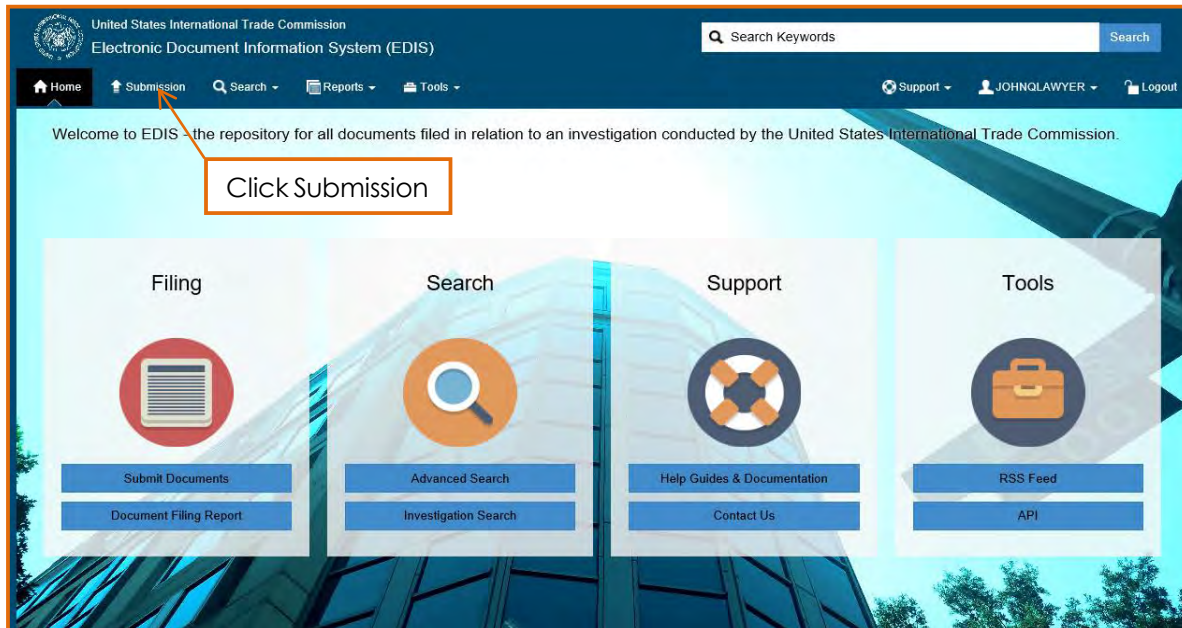 United States International Trade Commission
Electronic Document Information System (EDIS)
Search Keywords
Search
Home Submission Search Reports Tools Support JOHNQLAWYER Logout
Welcome to EDIS - the repository for all documents filed in relation to an investigation conducted by the United States International Trade Commission.
Click Submission
Filing Search Support Tools
Submit Documents Advanced Search Help Guides & Documentation RSS Feed
Document Filing Report Investigation Search Contact Us API